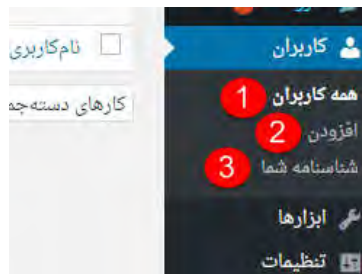 کاربران
همه کاربران 1
افزودن 2
شناسنامه شما 3
ابزارها
تنظیمات
نام‌کاربری
کارهای دسته‌جم